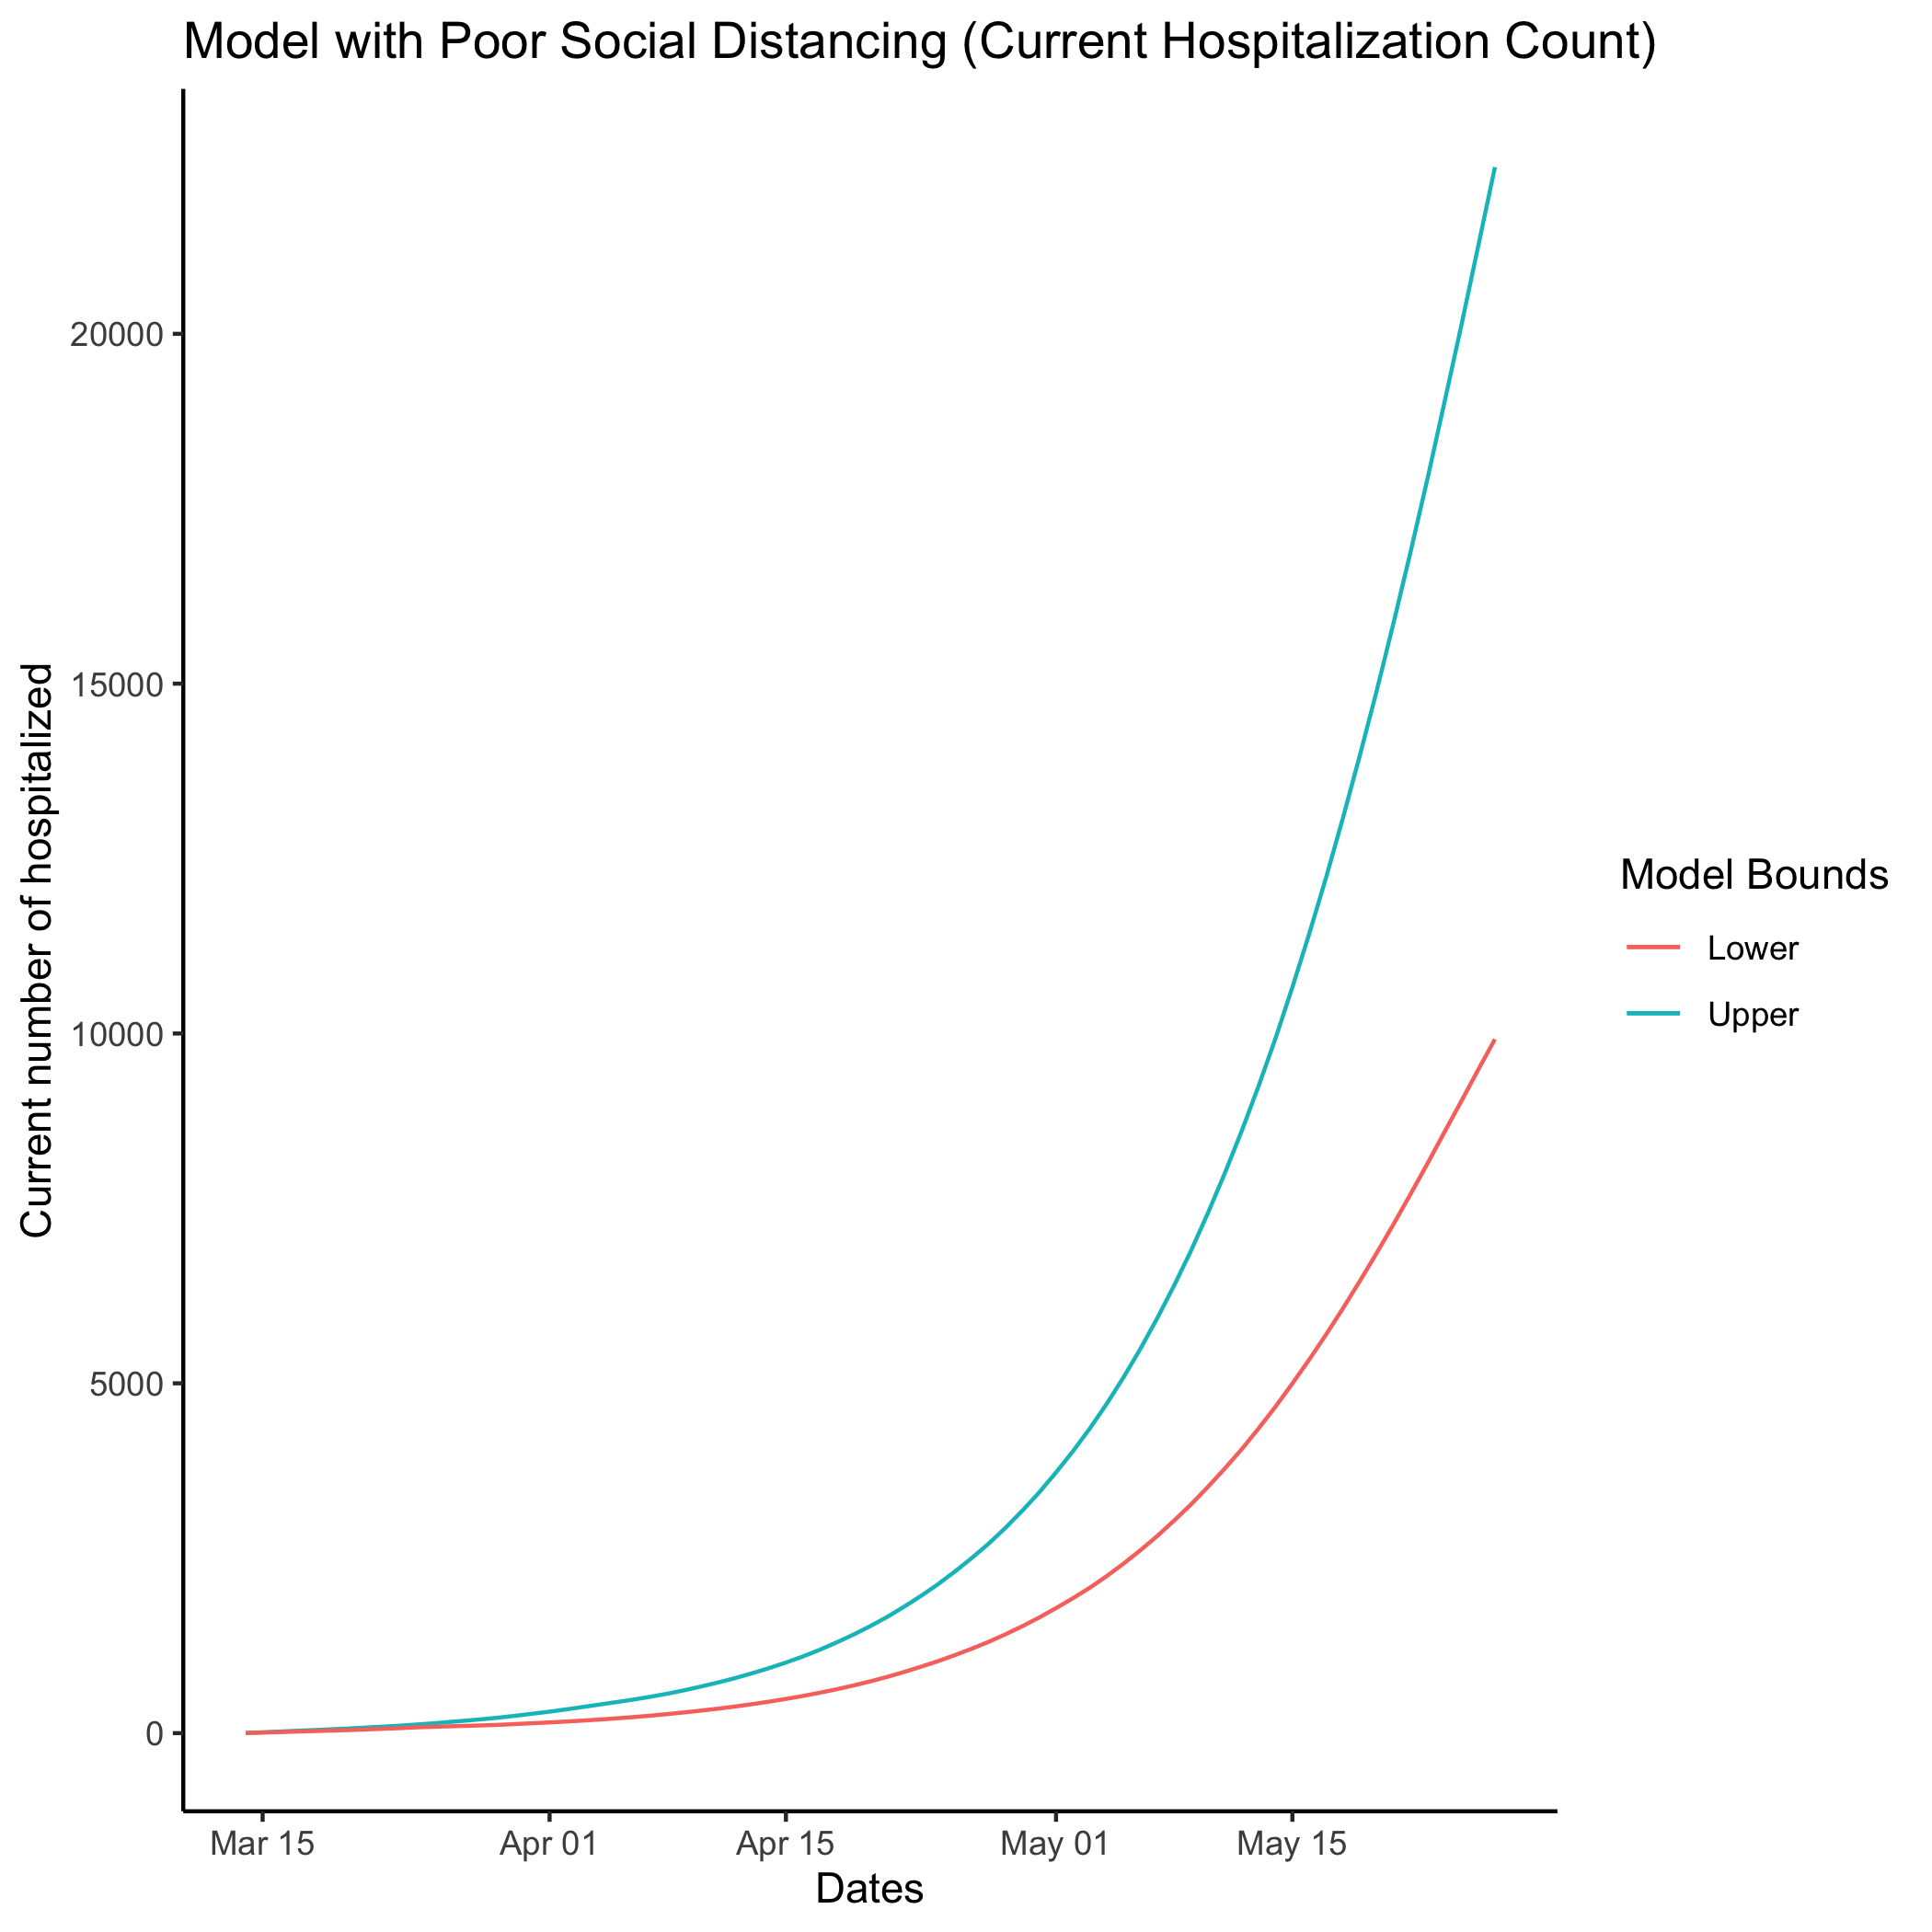 Model with Poor Social Distancing (Current Hospitalization Count)
Current number of hospitalized
20000
15000
10000
5000
0
Mar 15
Apr 01
Apr 15
May 01
May 15
Dates
Model Bounds
Lower
Upper